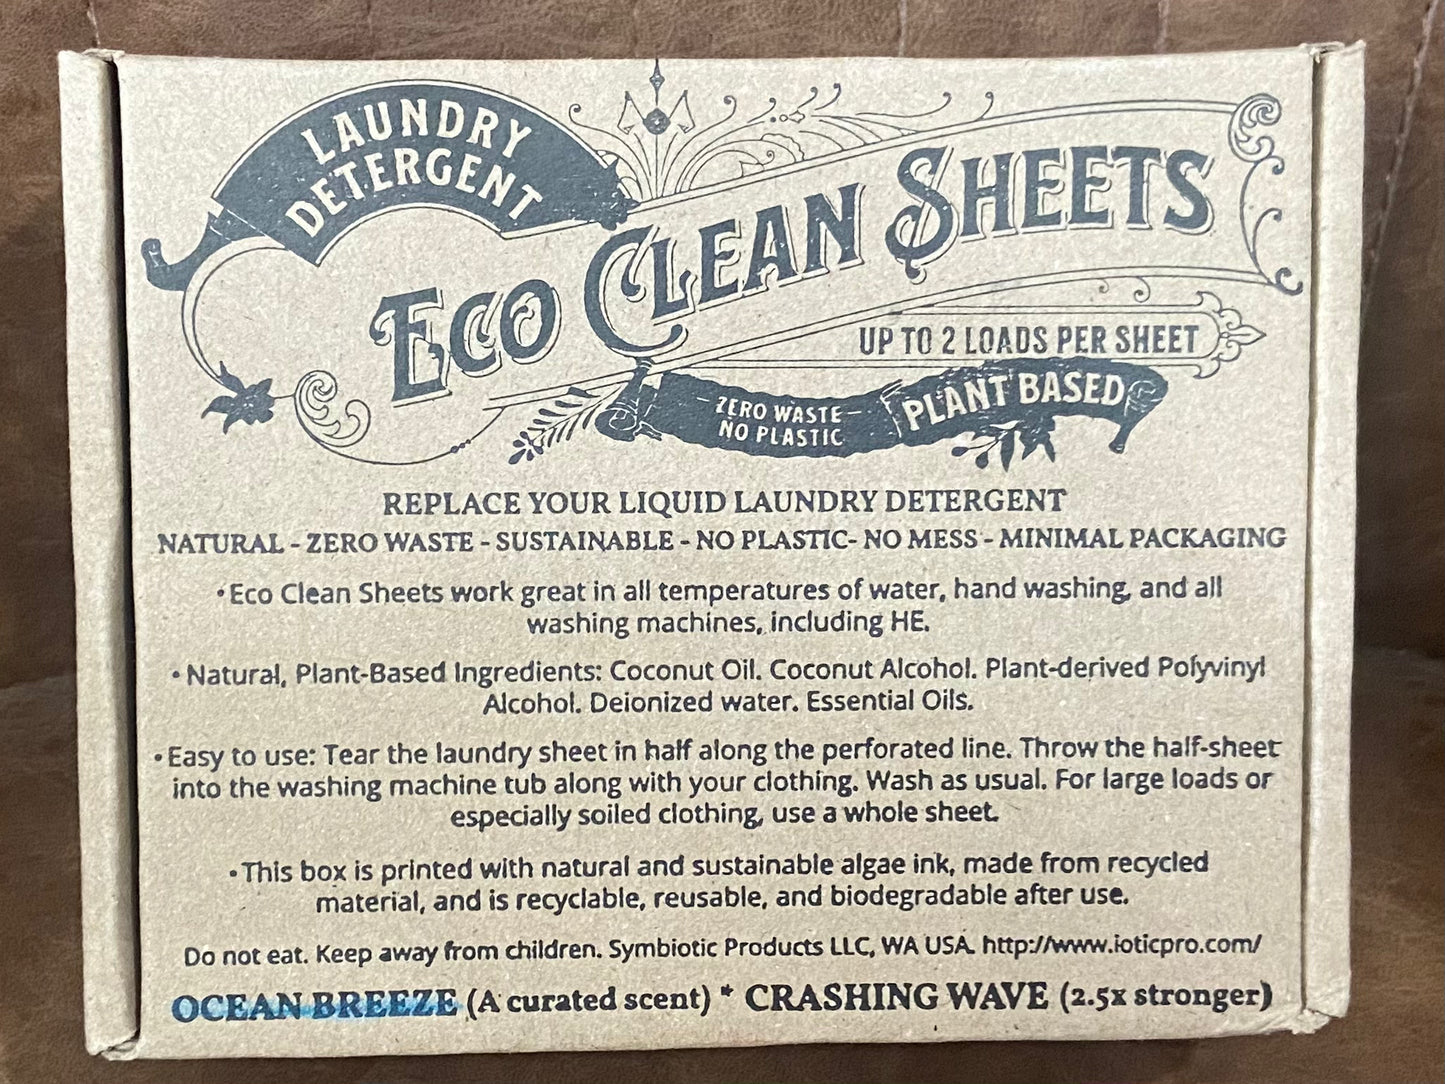 LAUNDRY
DETERGENT
ECO CLEAN SHEETS
UP TO 2 LOADS PER SHEET
- ZERO WASTE -
NO PLASTIC
PLANT BASED
REPLACE YOUR LIQUID LAUNDRY DETERGENT
NATURAL - ZERO WASTE - SUSTAINABLE - NO PLASTIC- NO MESS - MINIMAL PACKAGING
•Eco Clean Sheets work great in all temperatures of water, hand washing, and all
washing machines, including HE.
• Natural, Plant-Based Ingredients: Coconut Oil. Coconut Alcohol. Plant-derived Polyvinyl
Alcohol. Deionized water. Essential Oils.
•Easy to use: Tear the laundry sheet in half along the perforated line. Throw the half-sheet
into the washing machine tub along with your clothing. Wash as usual. For large loads or
especially soiled clothing, use a whole sheet.
•This box is printed with natural and sustainable algae ink, made from recycled
material, and is recyclable, reusable, and biodegradable after use.
Do not eat. Keep away from children. Symbiotic Products LLC, WA USA. http://www.ioticpro.com/
OCEAN BREEZE (A curated scent) * CRASHING WAVE (2.5x stronger)